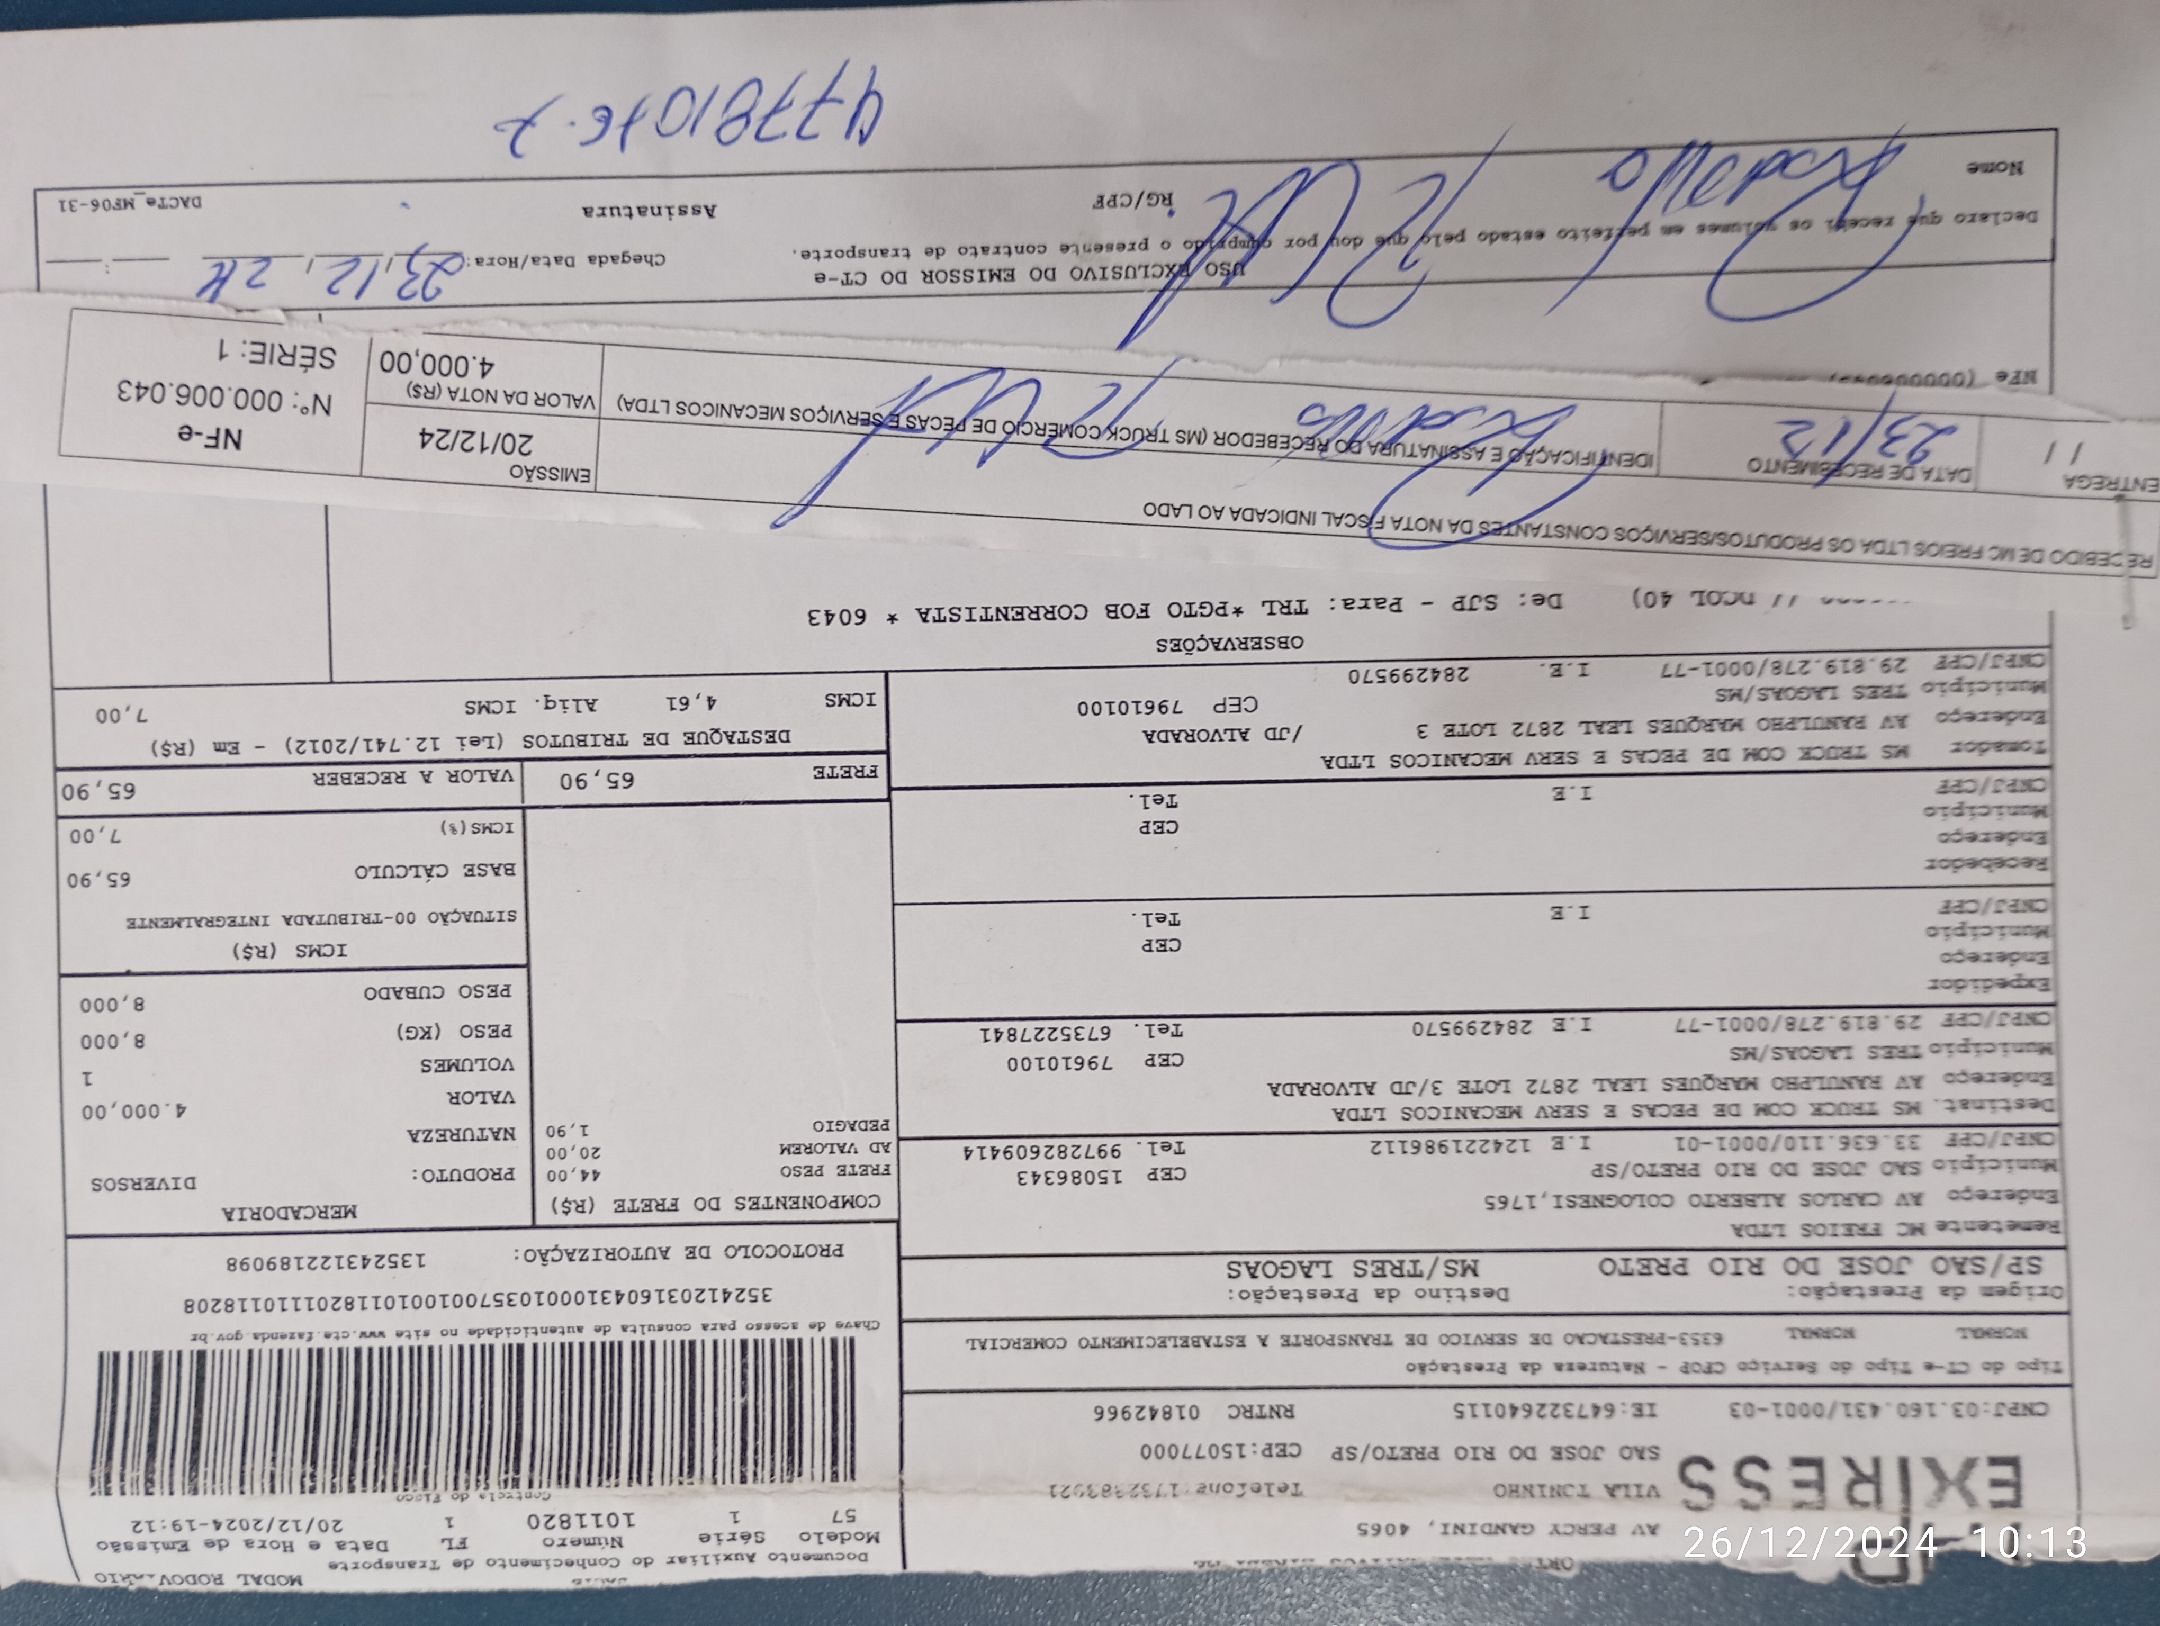 MODAL RODOVIARIO
Documento Auxiliar do Conhecimento de Transporte
Modelo Série Número FL Data e Hora de Emissão
57 1 1011820 1 20/12/2024-19:12
Controle do Fisco
EXPRESS
AV PERCY GANDINI, 4065
VILA TONINHO Telefone:
SAO JOSE DO RIO PRETO/SP CEP:15077000
CNPJ:03.160.431/0001-03 IE:647322640115 RNTRC 01842966
Tipo do CT-e Tipo do Serviço CFOP - Natureza da Prestação
NORMAL NORMAL 6353-PRESTACAO DE SERVICO DE TRANSPORTE A ESTABELECIMENTO COMERCIAL
Chave de acesso para consulta de autenticidade no site www.cte.fazenda.gov.br
35241203160431000103570010010118201110118208
PROTOCOLO DE AUTORIZAÇÃO: 135243122189098
Origem da Prestação: Destino da Prestação:
SP/SAO JOSE DO RIO PRETO MS/TRES LAGOAS
Remetente MC FREIOS LTDA
Endereço AV CARLOS ALBERTO COLOGNESI,1765
Município SAO JOSE DO RIO PRETO/SP CEP 15086343
CNPJ/CPF 33.636.110/0001-01 I.E 124221986112 Tel. 997282609414
Destinat. MS TRUCK COM DE PECAS E SERV MECANICOS LTDA
Endereço AV RANULPHO MARQUES LEAL 2872 LOTE 3/JD ALVORADA
Município TRES LAGOAS/MS CEP 79610100
CNPJ/CPF 29.819.278/0001-77 I.E 284299570 Tel. 6735227841
Expedidor
Endereço
Município CEP
CNPJ/CPF I.E Tel.
Recebedor
Endereço
Município CEP
CNPJ/CPF I.E Tel.
Tomador MS TRUCK COM DE PECAS E SERV MECANICOS LTDA
Endereço AV RANULPHO MARQUES LEAL 2872 LOTE 3 /JD ALVORADA
Município TRES LAGOAS/MS CEP 79610100
CNPJ/CPF 29.819.278/0001-77 I.E. 284299570
COMPONENTES DO FRETE (R$)
FRETE PESO 44,00
AD VALOREM 20,00
PEDAGIO 1,90
MERCADORIA
PRODUTO: DIVERSOS
NATUREZA
VALOR 4.000,00
VOLUMES 1
PESO (KG) 8,000
PESO CUBADO 8,000
ICMS (R$)
SITUAÇÃO 00-TRIBUTADA INTEGRALMENTE
BASE CÁLCULO 65,90
ICMS(%) 7,00
FRETE 65,90 VALOR A RECEBER 65,90
DESTAQUE DE TRIBUTOS (Lei 12.741/2012) - Em (R$)
ICMS 4,61 Aliq. ICMS 7,00
OBSERVAÇÕES
NCOL 40) De: SJP - Para: TRL *PGTO FOB CORRENTISTA * 6043
RECEBIDO DE MC FREIOS LTDA OS PRODUTOS/SERVIÇOS CONSTANTES DA NOTA FISCAL INDICADA AO LADO
ENTREGA
/ /
DATA DE RECEBIMENTO
23/12
IDENTIFICAÇÃO E ASSINATURA DO RECEBEDOR (MS TRUCK COMERCIO DE PECAS E SERVIÇOS MECANICOS LTDA)
EMISSÃO
20/12/24
VALOR DA NOTA (R$)
4.000,00
NF-e
Nº: 000.006.043
SÉRIE: 1
NFe
USO EXCLUSIVO DO EMISSOR DO CT-e
Declaro que recebi os volumes em perfeito estado pelo que dou por cumprido o presente contrato de transporte.
Chegada Data/Hora: 23/12/24 :
Nome RG/CPF Assinatura
DACTe_MF06-31
26/12/2024 10:13